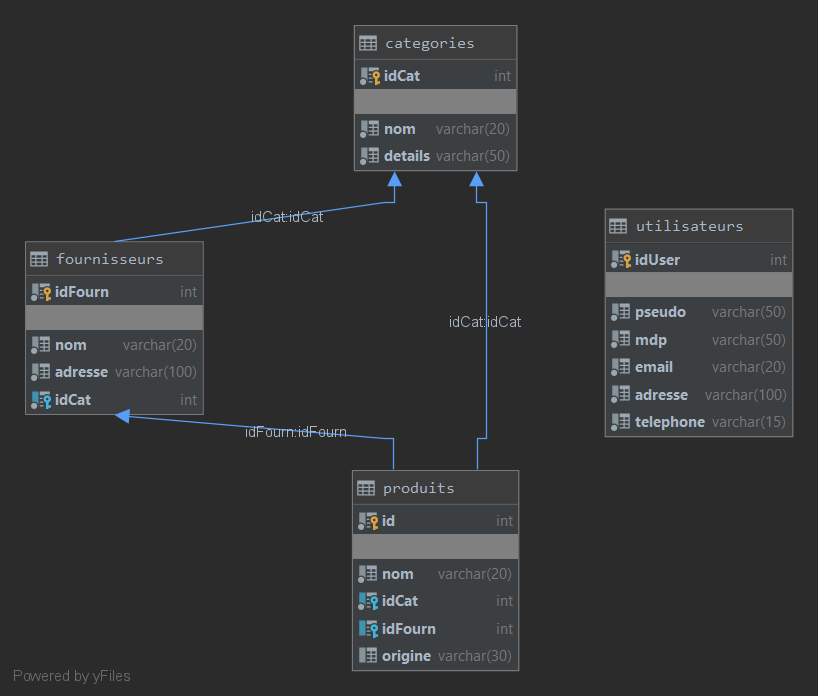 categories
idCat int
nom varchar(20)
details varchar(50)
idCat:idCat
utilisateurs
idUser int
pseudo varchar(50)
mdp varchar(50)
email varchar(20)
adresse varchar(100)
telephone varchar(15)
fournisseurs
idFourn int
nom varchar(20)
adresse varchar(100)
idCat int
idCat:idCat
idFourn:idFourn
produits
id int
nom varchar(20)
idCat int
idFourn int
origine varchar(30)
Powered by yFiles